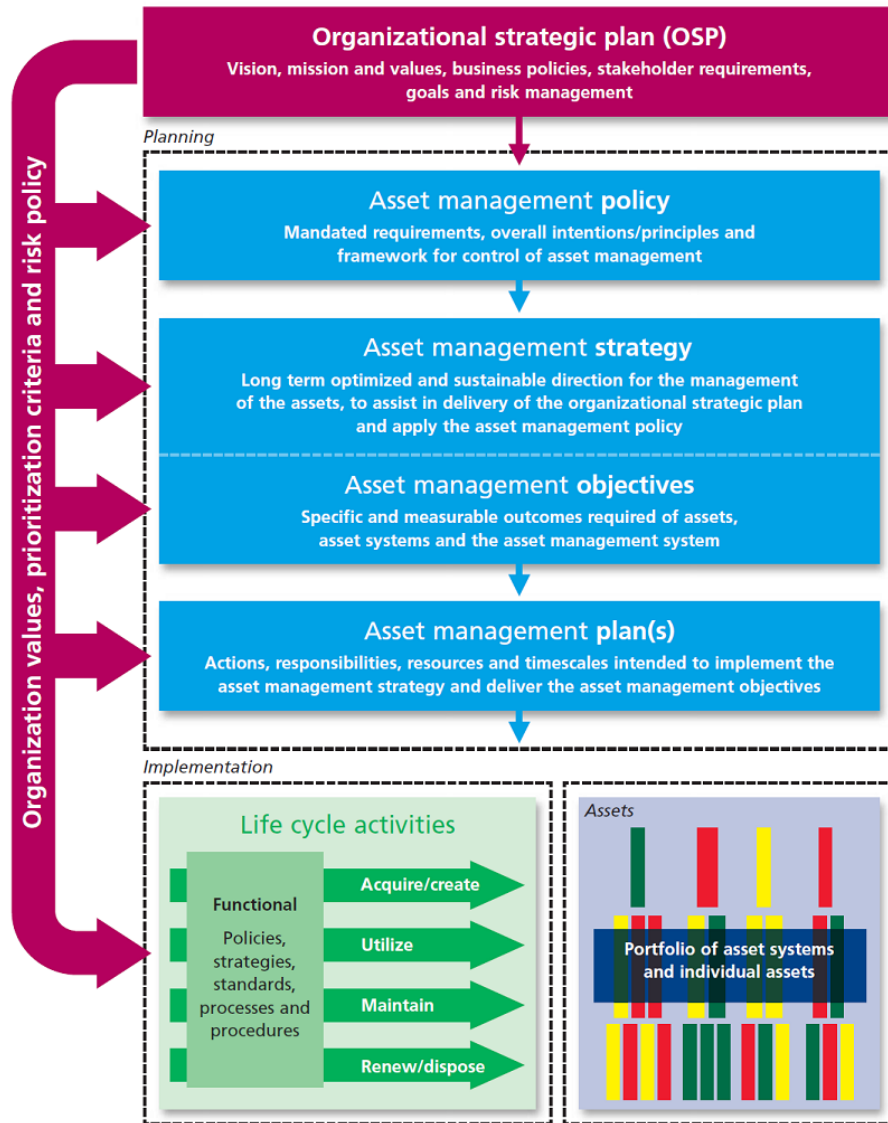 Organizational strategic plan (OSP)
Vision, mission and values, business policies, stakeholder requirements,
goals and risk management
Organization values, prioritization criteria and risk policy
Planning
Asset management policy
Mandated requirements, overall intentions/principles and
framework for control of asset management
Asset management strategy
Long term optimized and sustainable direction for the management
of the assets, to assist in delivery of the organizational strategic plan
and apply the asset management policy
Asset management objectives
Specific and measurable outcomes required of assets,
asset systems and the asset management system
Asset management plan(s)
Actions, responsibilities, resources and timescales intended to implement the
asset management strategy and deliver the asset management objectives
Implementation
Life cycle activities
Functional
Policies,
strategies,
standards,
processes and
procedures
Acquire/create
Utilize
Maintain
Renew/dispose
Assets
Portfolio of asset systems
and individual assets